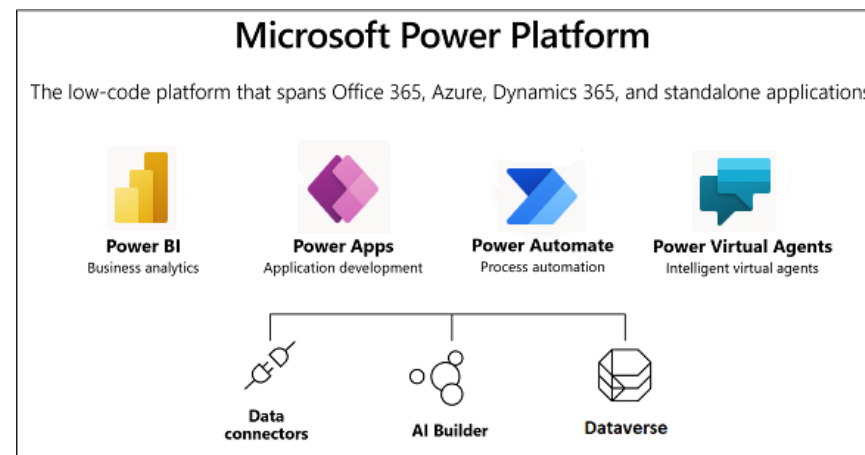 Microsoft Power Platform
The low-code platform that spans Office 365, Azure, Dynamics 365, and standalone applications
Power BI
Business analytics
Power Apps
Application development
Power Automate
Process automation
Power Virtual Agents
Intelligent virtual agents
Data
connectors
AI Builder
Dataverse